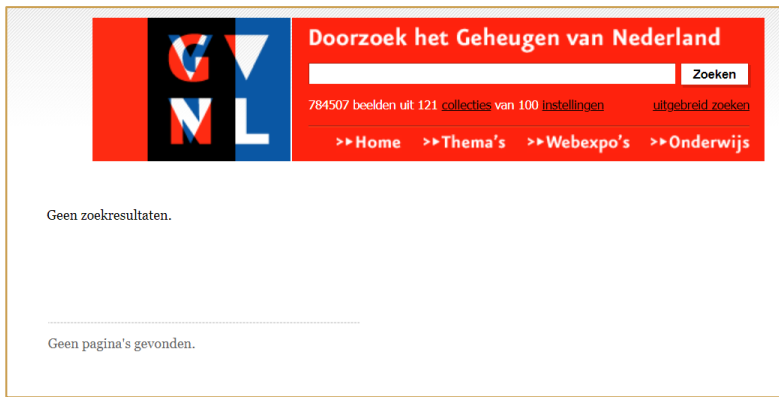 GV
NL
Doorzoek het Geheugen van Nederland
Zoeken
784507 beelden uit 121 collecties van 100 instellingen
uitgebreid zoeken
>>Home >>Thema's >>Webexpo's >>Onderwijs
Geen zoekresultaten.
Geen pagina's gevonden.